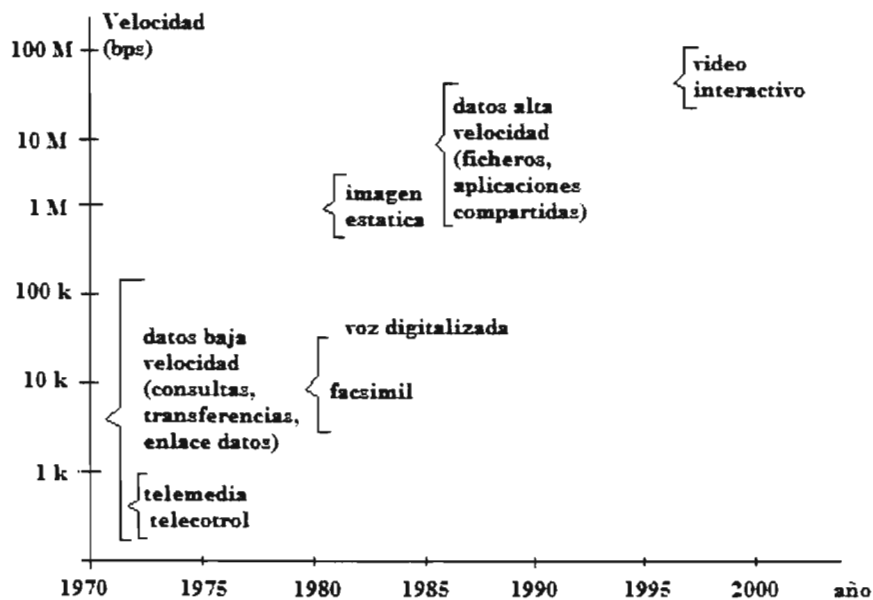 Velocidad
(bps)
100 M
10 M
1 M
100 k
10 k
1 k
video
interactivo
datos alta
velocidad
(ficheros,
aplicaciones
compartidas)
imagen
estatica
voz digitalizada
facsimil
datos baja
velocidad
(consultas,
transferencias,
enlace datos)
telemedia
telecotrol
1970 1975 1980 1985 1990 1995 2000 año